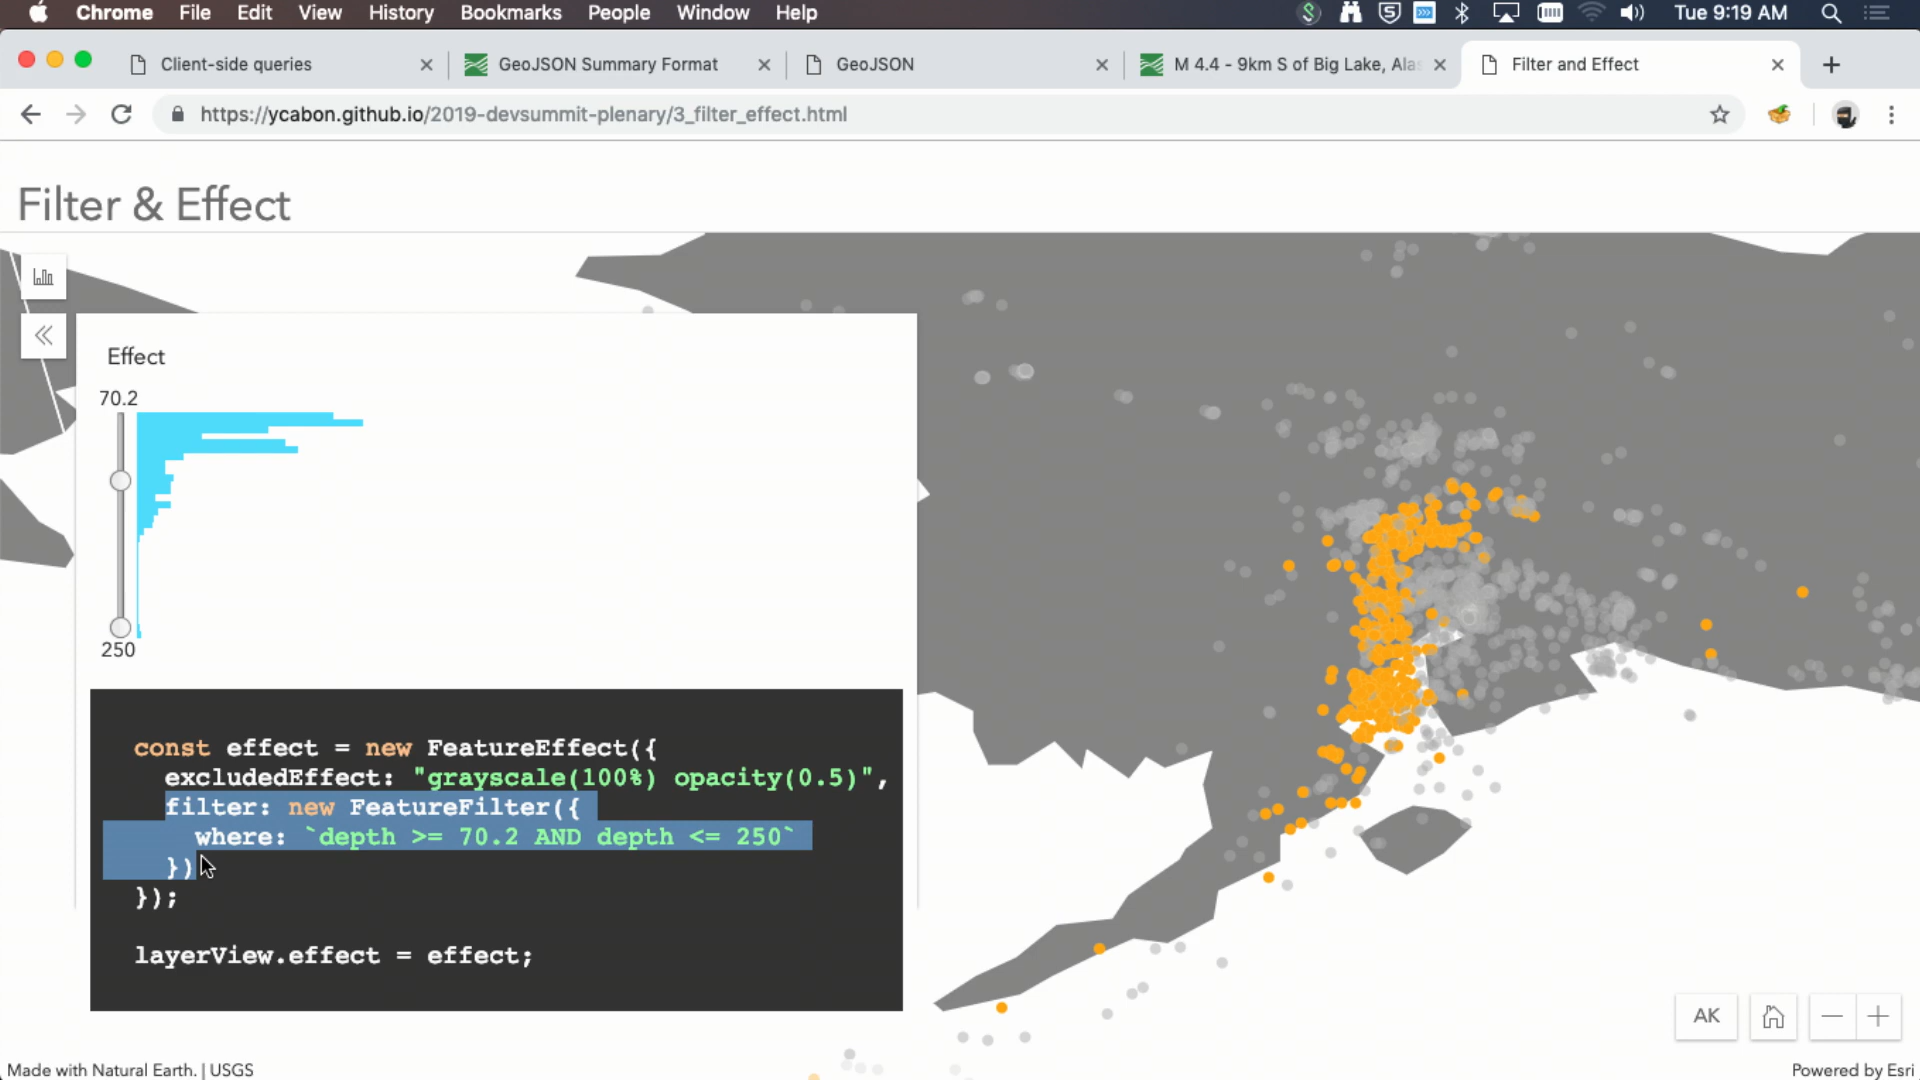 Chrome File Edit View History Bookmarks People Window Help Tue 9:19 AM
Client-side queries GeoJSON Summary Format GeoJSON M 4.4 - 9km S of Big Lake, Alas Filter and Effect
https://ycabon.github.io/2019-devsummit-plenary/3_filter_effect.html
Filter & Effect
Effect
70.2
250
const effect = new FeatureEffect({
excludedEffect: "grayscale(100%) opacity(0.5)",
filter: new FeatureFilter({
where: `depth >= 70.2 AND depth <= 250`
})
});
layerView.effect = effect;
AK
Made with Natural Earth. | USGS
Powered by Esri